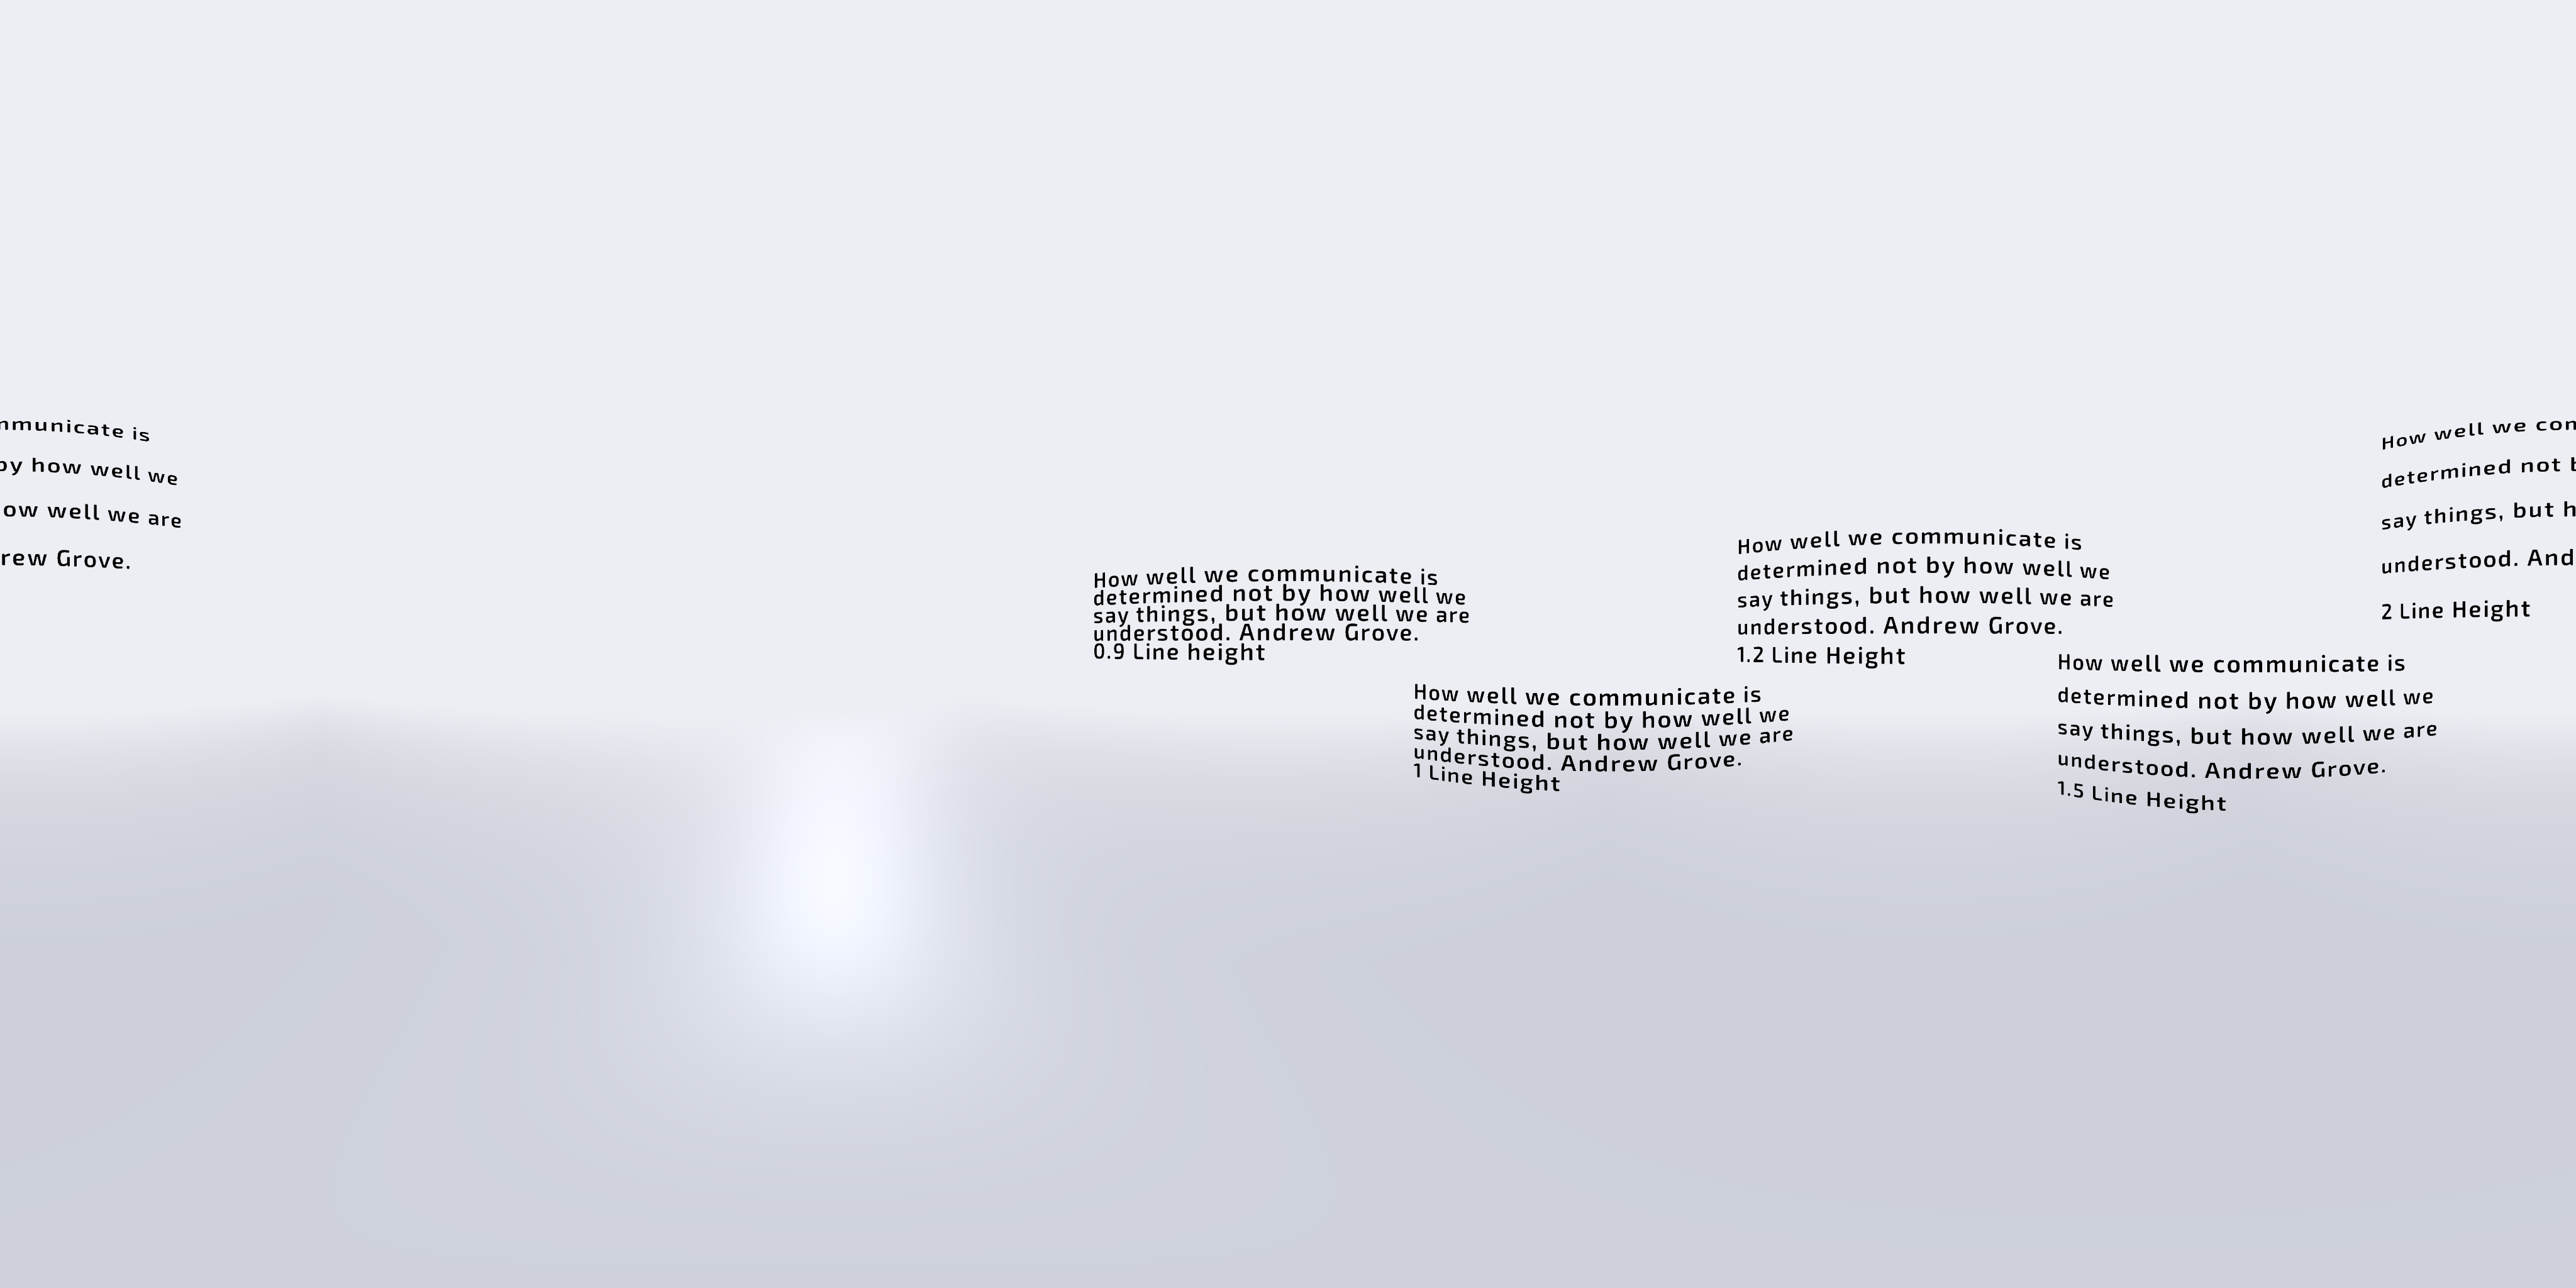 mmunicate is
by how well we
ow well we are
rew Grove.
How well we communicate is
determined not by how well we
say things, but how well we are
understood. Andrew Grove.
0.9 Line height
How well we communicate is
determined not by how well we
say things, but how well we are
understood. Andrew Grove.
1 Line Height
How well we communicate is
determined not by how well we
say things, but how well we are
understood. Andrew Grove.
1.2 Line Height
How well we communicate is
determined not by how well we
say things, but how well we are
understood. Andrew Grove.
1.5 Line Height
How well we com
determined not b
say things, but h
understood. And
2 Line Height